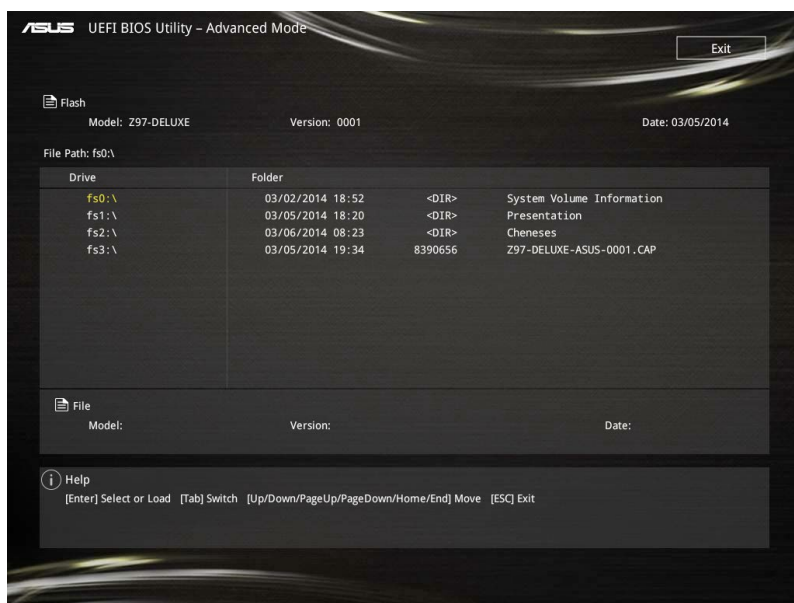 ASUS UEFI BIOS Utility – Advanced Mode
Exit
Flash
Model: Z97-DELUXE Version: 0001 Date: 03/05/2014
File Path: fs0:\
Drive Folder
fs0:\ 03/02/2014 18:52 <DIR> System Volume Information
fs1:\ 03/05/2014 18:20 <DIR> Presentation
fs2:\ 03/06/2014 08:23 <DIR> Cheneses
fs3:\ 03/05/2014 19:34 8390656 Z97-DELUXE-ASUS-0001.CAP
File
Model: Version: Date:
Help
[Enter] Select or Load [Tab] Switch [Up/Down/PageUp/PageDown/Home/End] Move [ESC] Exit